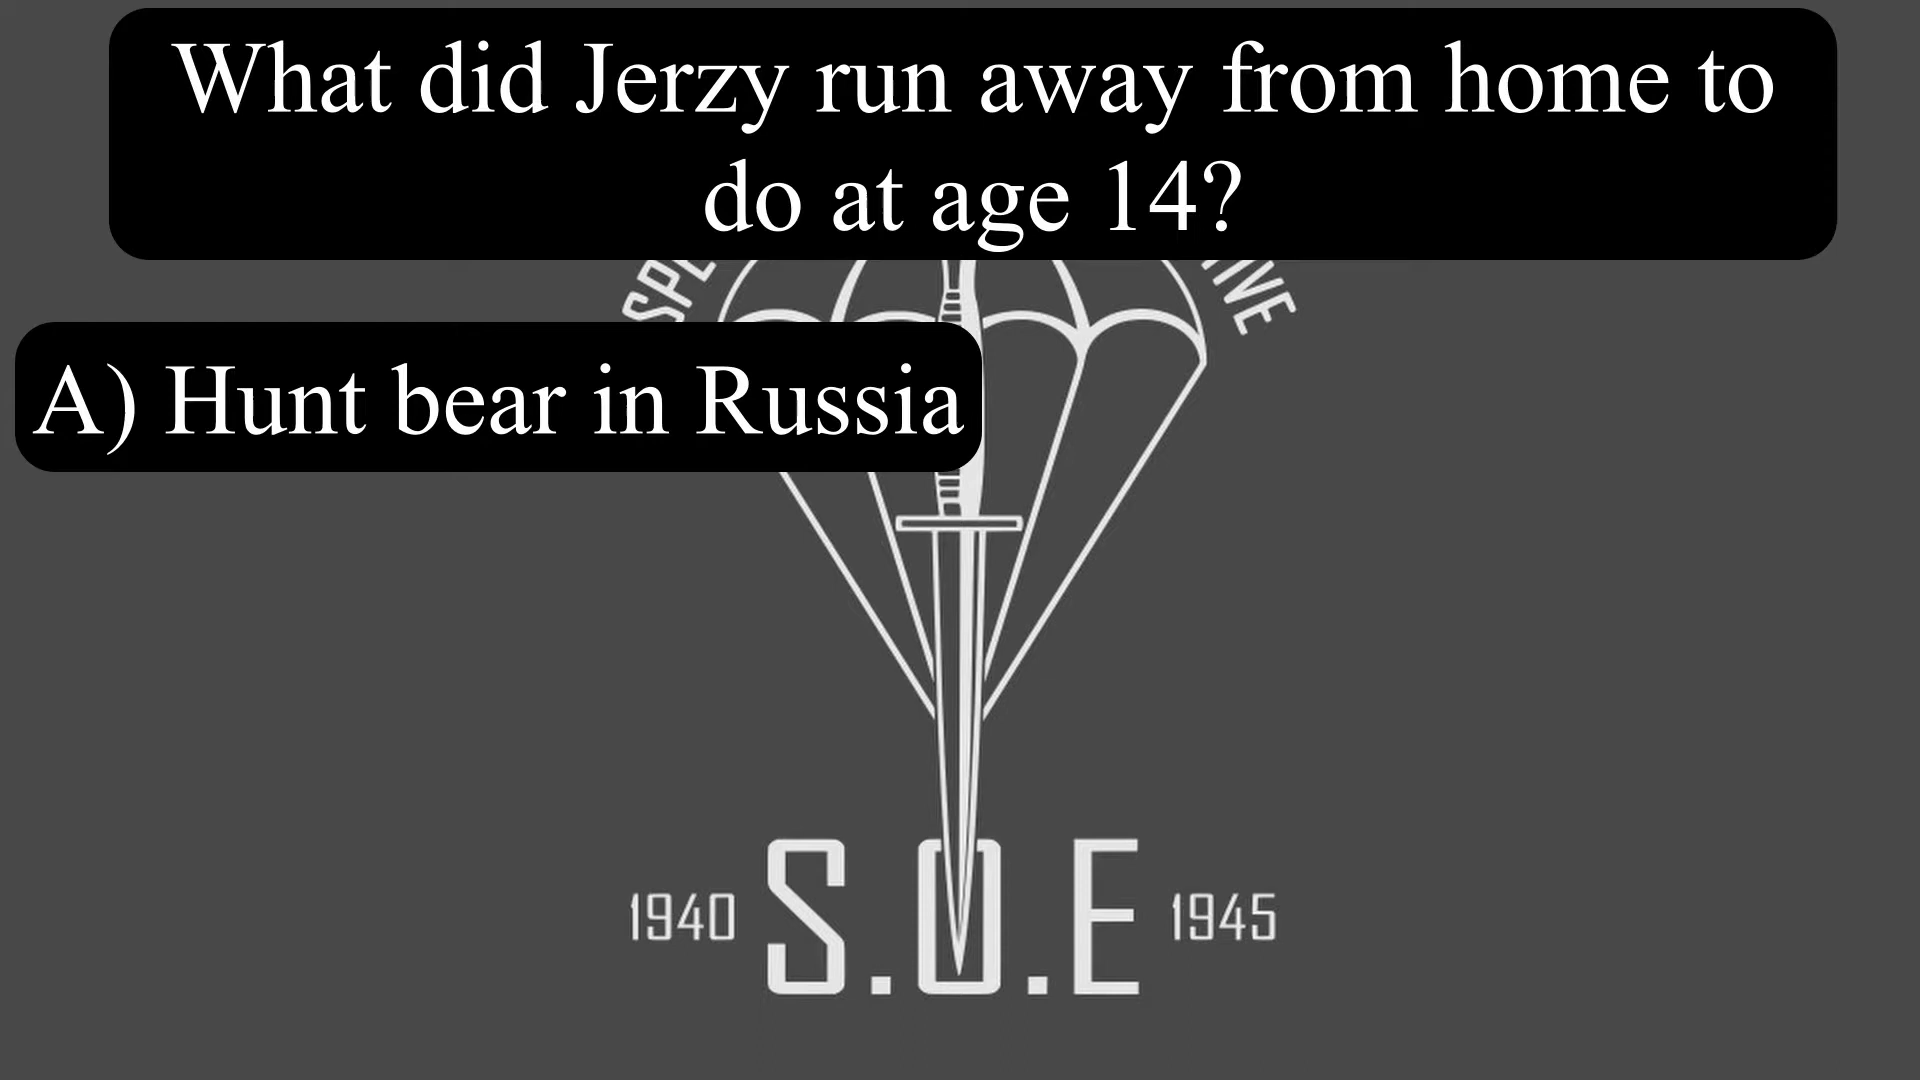 What did Jerzy run away from home to
do at age 14?
A) Hunt bear in Russia
1940 S.O.E 1945